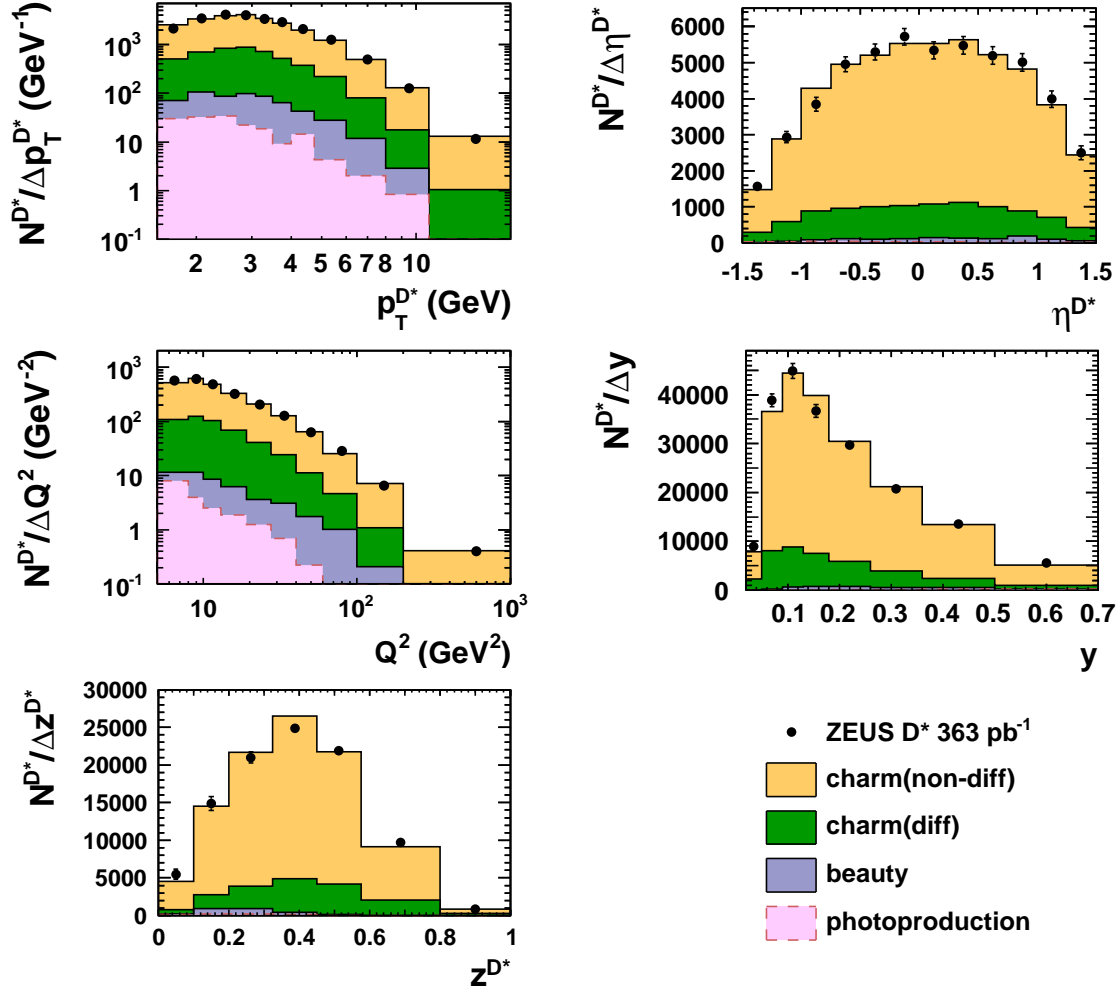 N^D*/Δp_T^D* (GeV^-1)
10^3
10^2
10
1
10^-1
2 3 4 5 6 7 8 10
p_T^D* (GeV)
N^D*/Δη^D*
6000
5000
4000
3000
2000
1000
0
-1.5 -1 -0.5 0 0.5 1 1.5
η^D*
N^D*/ΔQ^2 (GeV^-2)
10^3
10^2
10
1
10^-1
10 10^2 10^3
Q^2 (GeV^2)
N^D*/Δy
40000
30000
20000
10000
0
0.1 0.2 0.3 0.4 0.5 0.6 0.7
y
N^D*/Δz^D*
30000
25000
20000
15000
10000
5000
0
0 0.2 0.4 0.6 0.8 1
z^D*
ZEUS D* 363 pb^-1
charm(non-diff)
charm(diff)
beauty
photoproduction